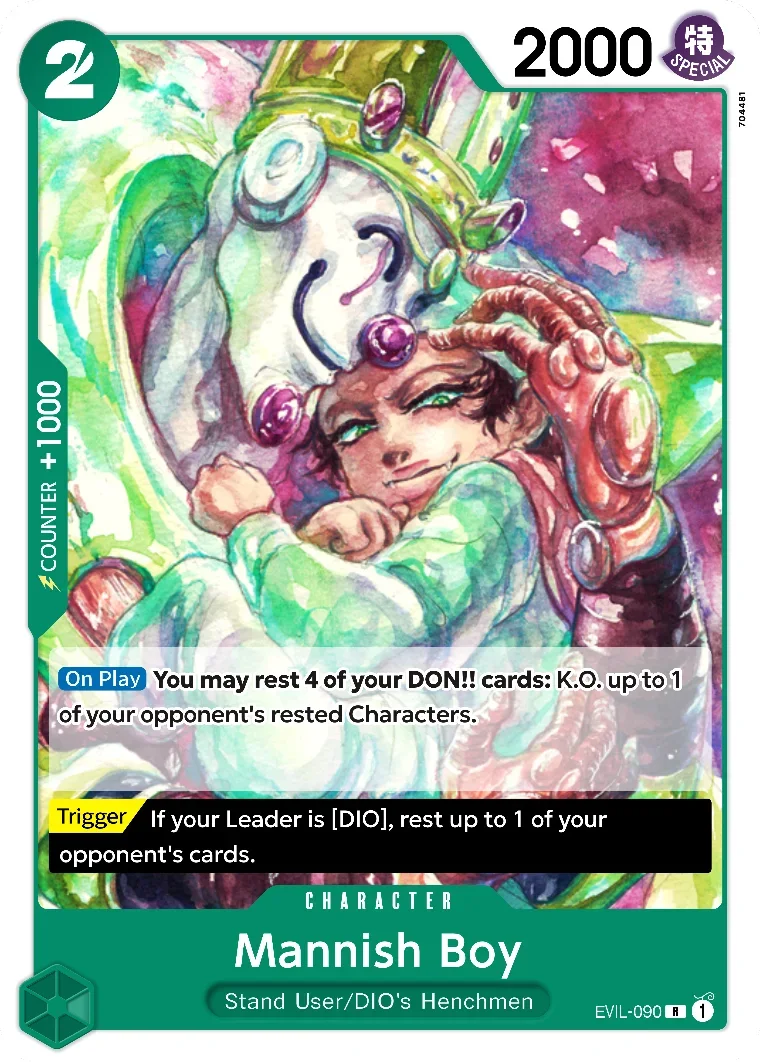 2
2000
特
SPECIAL
704481
COUNTER +1000
On Play You may rest 4 of your DON!! cards: K.O. up to 1
of your opponent's rested Characters.
Trigger If your Leader is [DIO], rest up to 1 of your
opponent's cards.
CHARACTER
Mannish Boy
Stand User/DIO's Henchmen
EVIL-090 R 1